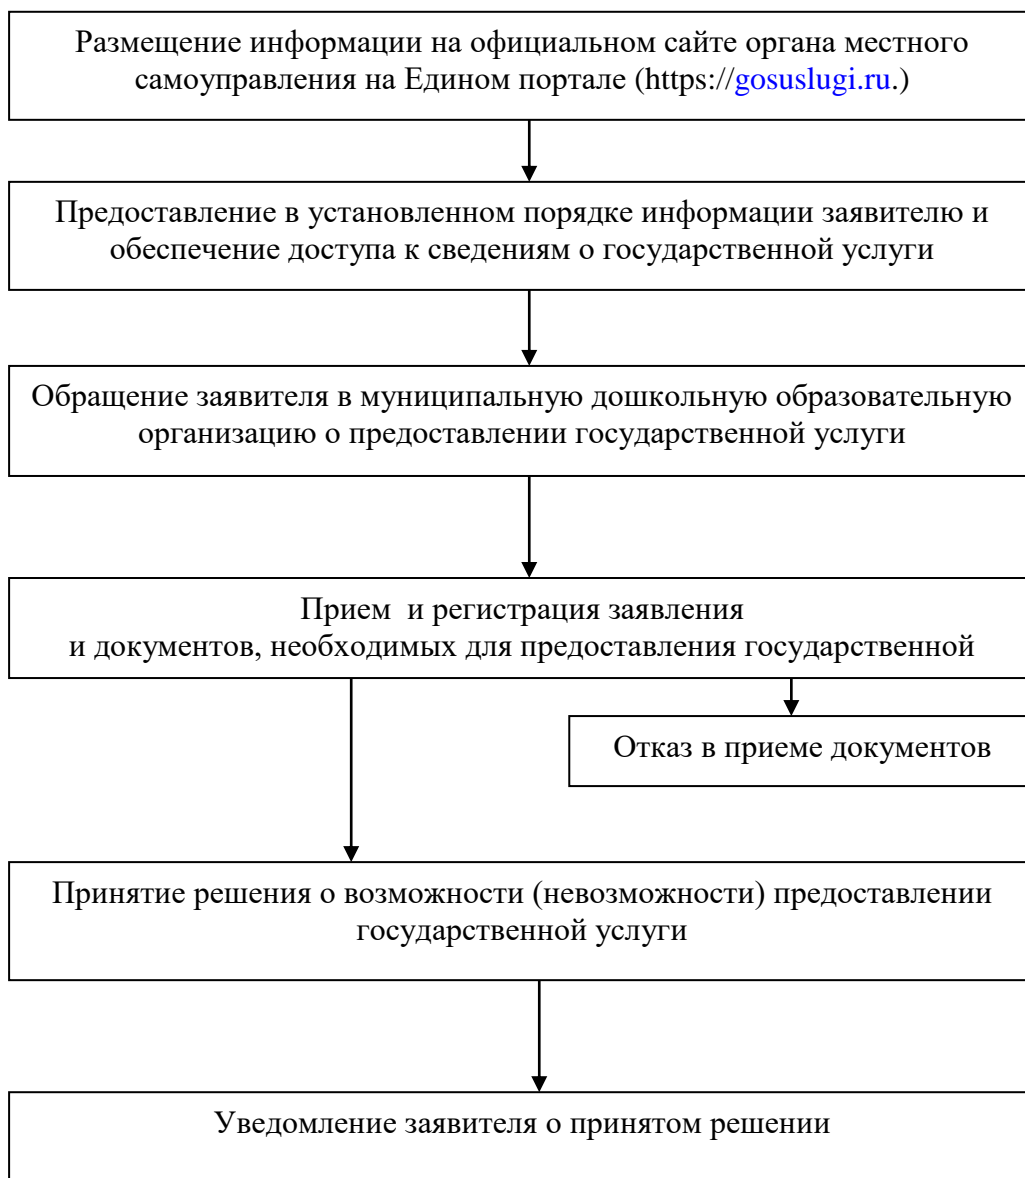 Размещение информации на официальном сайте органа местного
самоуправления на Едином портале (https://gosuslugi.ru.)
Предоставление в установленном порядке информации заявителю и
обеспечение доступа к сведениям о государственной услуги
Обращение заявителя в муниципальную дошкольную образовательную
организацию о предоставлении государственной услуги
Прием и регистрация заявления
и документов, необходимых для предоставления государственной
Отказ в приеме документов
Принятие решения о возможности (невозможности) предоставлении
государственной услуги
Уведомление заявителя о принятом решении